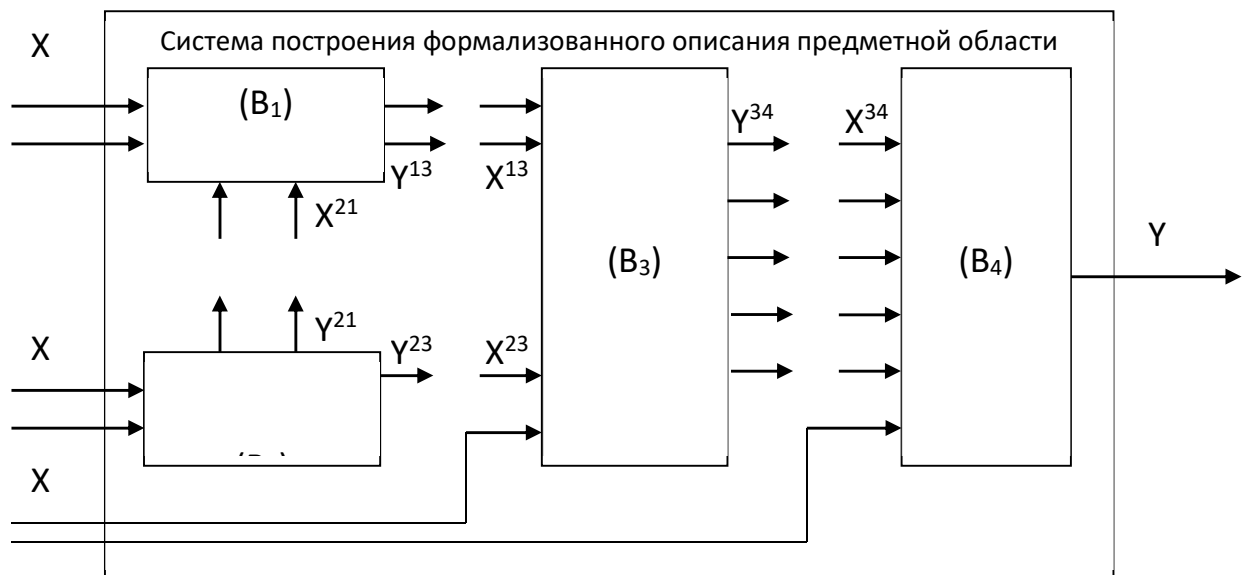 X
Система построения формализованного описания предметной области
(B₁)
Y¹³
X¹³
X²¹
Y³⁴
X³⁴
(B₃)
(B₄)
Y
Y²¹
X
Y²³
X²³
X